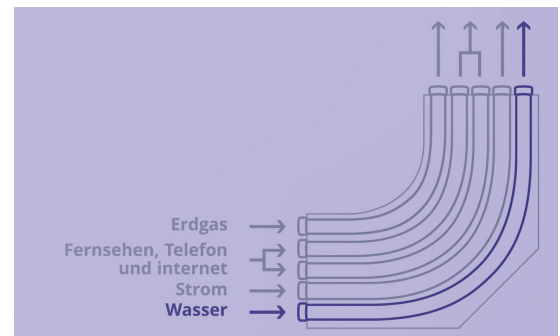 Erdgas
Fernsehen, Telefon
und internet
Strom
Wasser